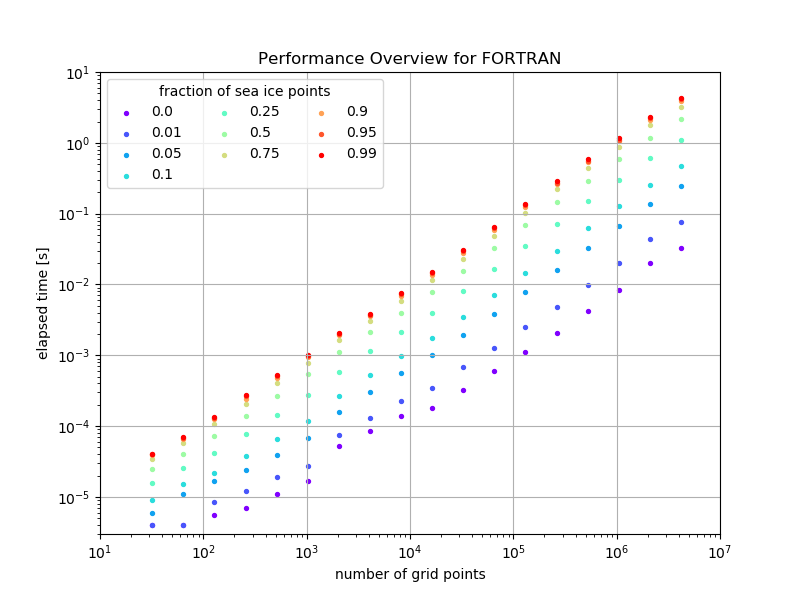 Performance Overview for FORTRAN
10¹
10⁰
10⁻¹
10⁻²
10⁻³
10⁻⁴
10⁻⁵
elapsed time [s]
fraction of sea ice points
0.0 0.25 0.9
0.01 0.5 0.95
0.05 0.75 0.99
0.1
10¹ 10² 10³ 10⁴ 10⁵ 10⁶ 10⁷
number of grid points